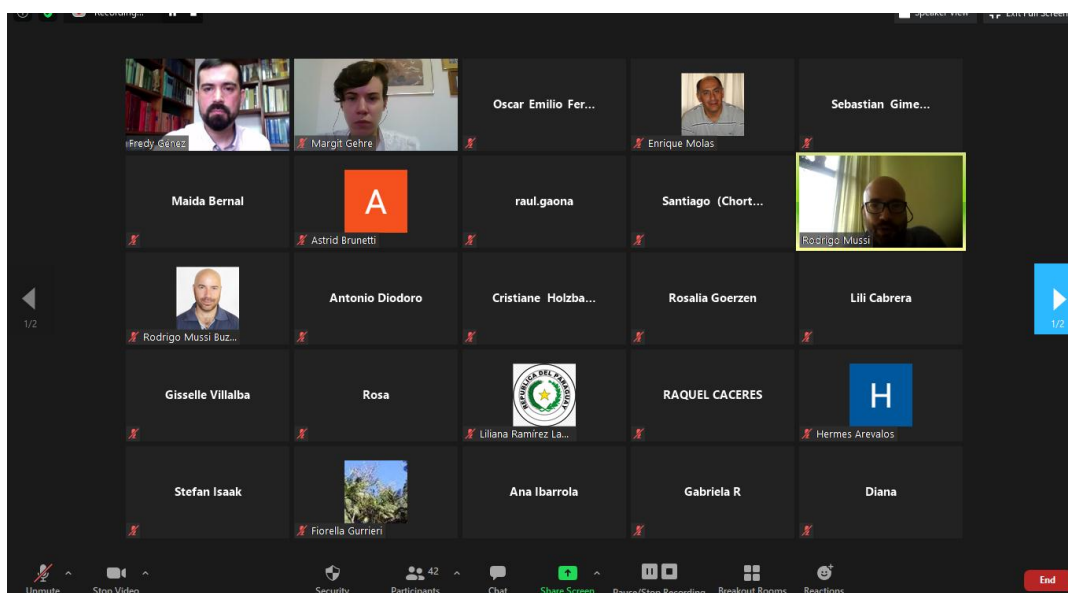 Recording...
Speaker View
Exit Full Screen
Fredy Genez
Margit Gehre
Oscar Emilio Fer...
Enrique Molas
Sebastian Gime...
Maida Bernal
A
Astrid Brunetti
raul.gaona
Santiago (Chort...
Rodrigo Mussi
1/2
Rodrigo Mussi Buz...
Antonio Diodoro
Cristiane Holzba...
Rosalia Goerzen
Lili Cabrera
1/2
Gisselle Villalba
Rosa
REPUBLICA DEL PARAGUAY
Liliana Ramírez La...
RAQUEL CACERES
H
Hermes Arevalos
Stefan Isaak
Fiorella Gurrieri
Ana Ibarrola
Gabriela R
Diana
Unmute
Stop Video
Security
42
Participants
Chat
Share Screen
Pause/Stop Recording
Breakout Rooms
Reactions
End